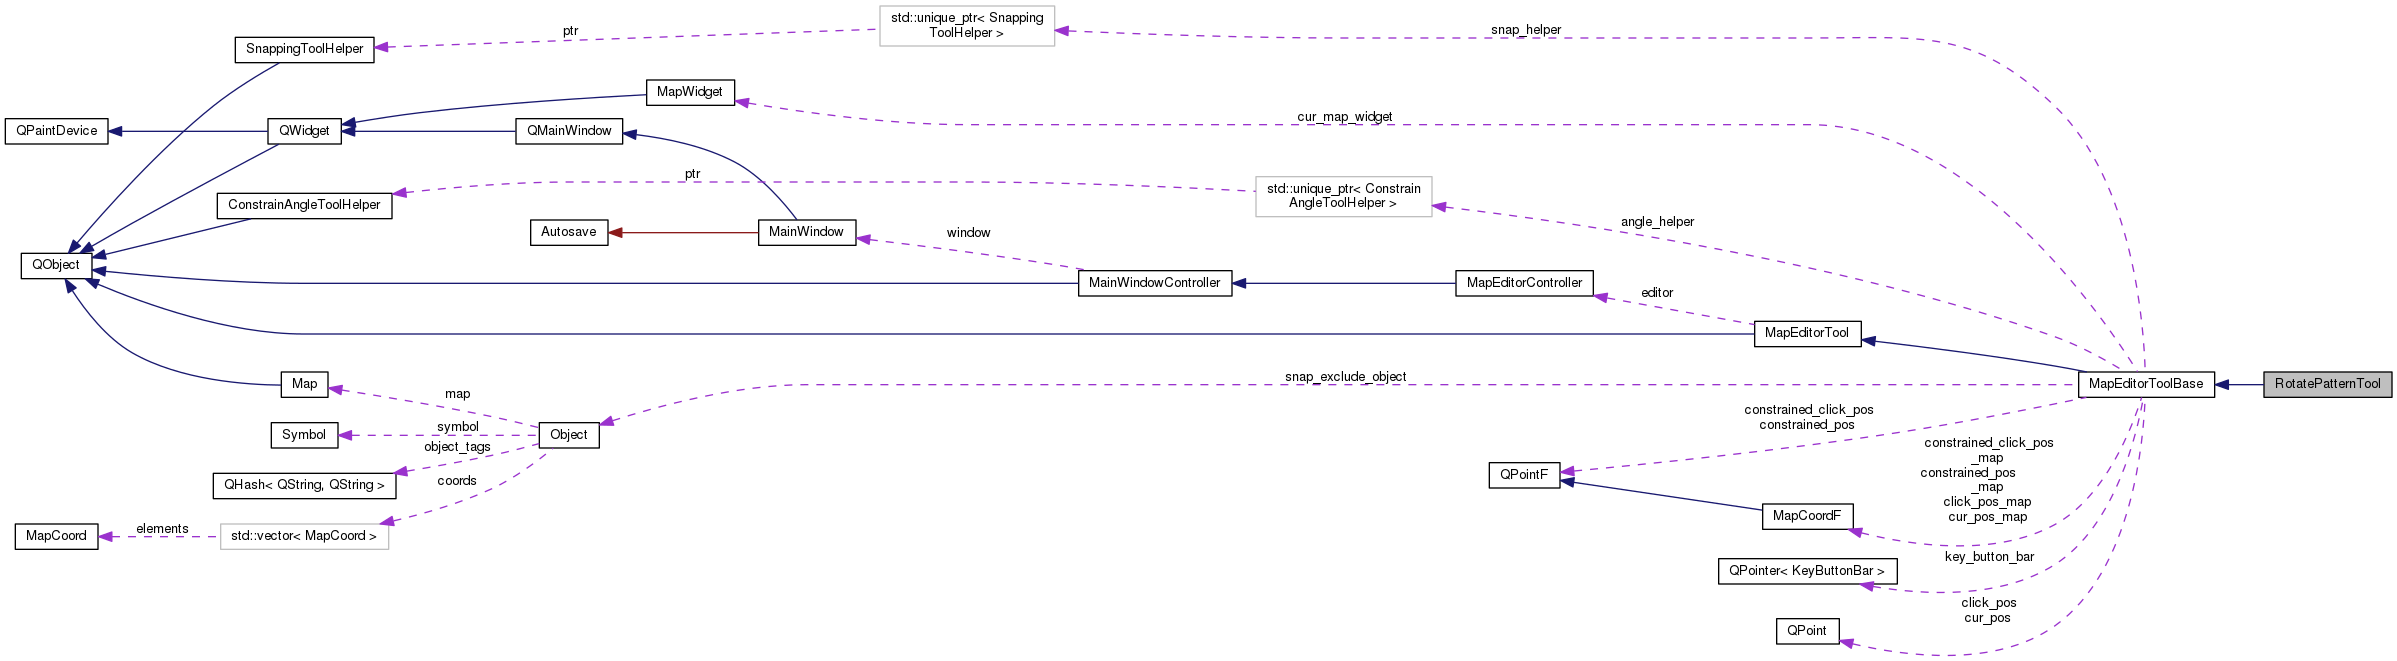 std::unique_ptr< Snapping
ToolHelper >
snap_helper
ptr
SnappingToolHelper
MapWidget
cur_map_widget
QPaintDevice
QWidget
QMainWindow
ptr
std::unique_ptr< Constrain
AngleToolHelper >
ConstrainAngleToolHelper
angle_helper
Autosave
MainWindow
window
QObject
MainWindowController
MapEditorController
editor
MapEditorTool
Map
map
snap_exclude_object
MapEditorToolBase
RotatePatternTool
Symbol
symbol
Object
object_tags
QHash< QString, QString >
coords
constrained_click_pos
constrained_pos
constrained_click_pos
_map
constrained_pos
_map
click_pos_map
cur_pos_map
QPointF
MapCoordF
MapCoord
elements
std::vector< MapCoord >
key_button_bar
QPointer< KeyButtonBar >
click_pos
cur_pos
QPoint